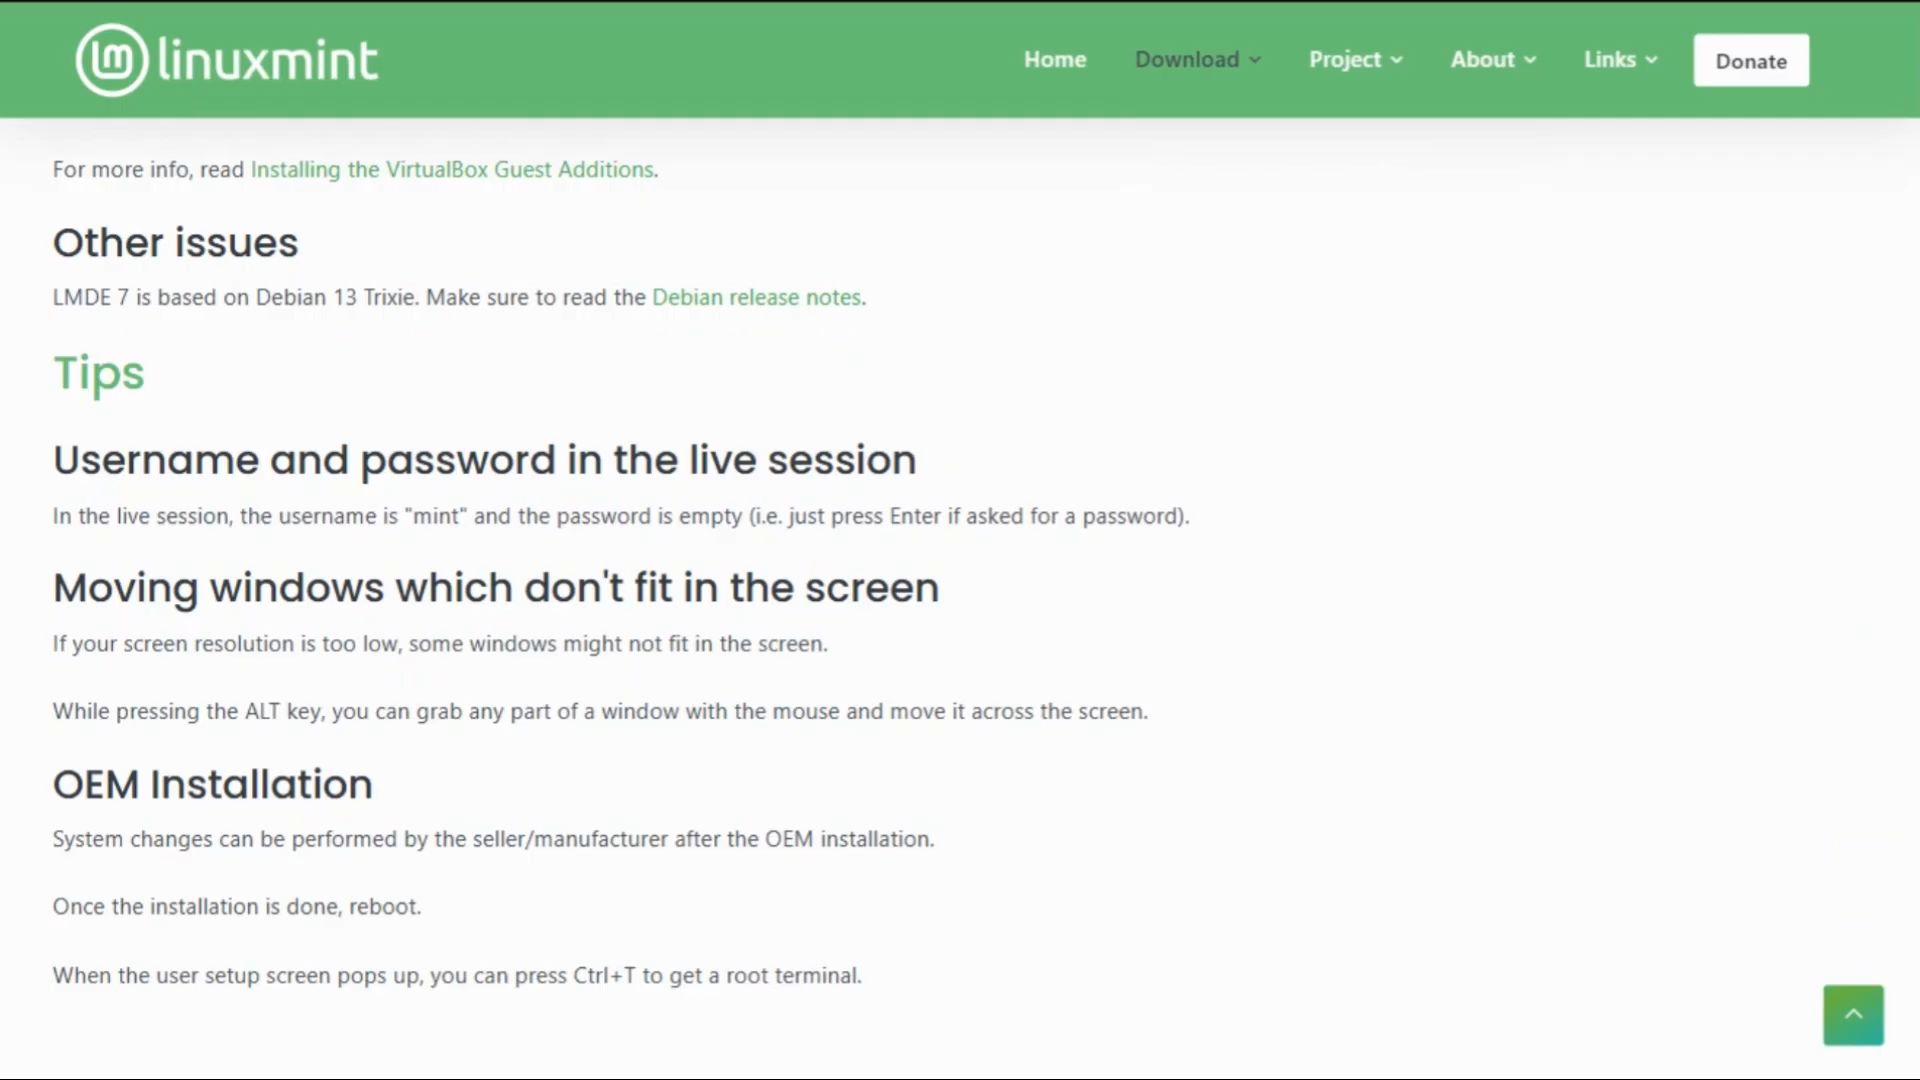 linuxmint
Home Download Project About Links Donate
For more info, read Installing the VirtualBox Guest Additions.
Other issues
LMDE 7 is based on Debian 13 Trixie. Make sure to read the Debian release notes.
Tips
Username and password in the live session
In the live session, the username is "mint" and the password is empty (i.e. just press Enter if asked for a password).
Moving windows which don't fit in the screen
If your screen resolution is too low, some windows might not fit in the screen.
While pressing the ALT key, you can grab any part of a window with the mouse and move it across the screen.
OEM Installation
System changes can be performed by the seller/manufacturer after the OEM installation.
Once the installation is done, reboot.
When the user setup screen pops up, you can press Ctrl+T to get a root terminal.